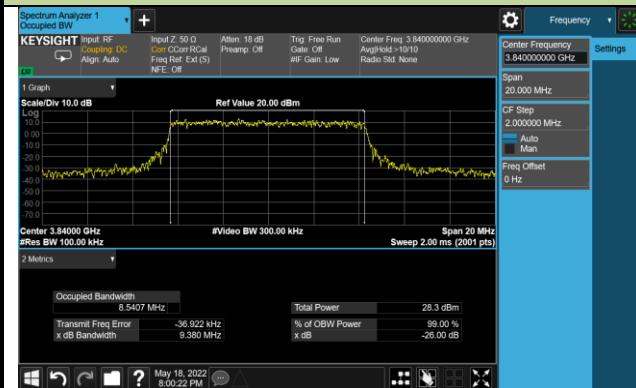 Spectrum Analyzer 1
Occupied BW
Frequency
KEYSIGHT
Input: RF
Coupling: DC
Align: Auto
Input Z: 50 Ω
Corr CCorr RCal
Freq Ref: Ext (S)
NFE: Off
Atten: 18 dB
Preamp: Off
Trig: Free Run
Gate: Off
#IF Gain: Low
Center Freq: 3.840000000 GHz
Avg|Hold:>10/10
Radio Std: None
Center Frequency
3.840000000 GHz
Settings
Span
20.000 MHz
CF Step
2.000000 MHz
Auto
Man
Freq Offset
0 Hz
1 Graph
Scale/Div 10.0 dB
Ref Value 20.00 dBm
Log
10.0
0.00
-10.0
-20.0
-30.0
-40.0
-50.0
-60.0
-70.0
Center 3.84000 GHz
#Video BW 300.00 kHz
Span 20 MHz
#Res BW 100.00 kHz
Sweep 2.00 ms (2001 pts)
2 Metrics
Occupied Bandwidth
8.5407 MHz
Total Power
28.3 dBm
Transmit Freq Error
-36.922 kHz
% of OBW Power
99.00 %
x dB Bandwidth
9.380 MHz
x dB
-26.00 dB
May 18, 2022
8:00:22 PM